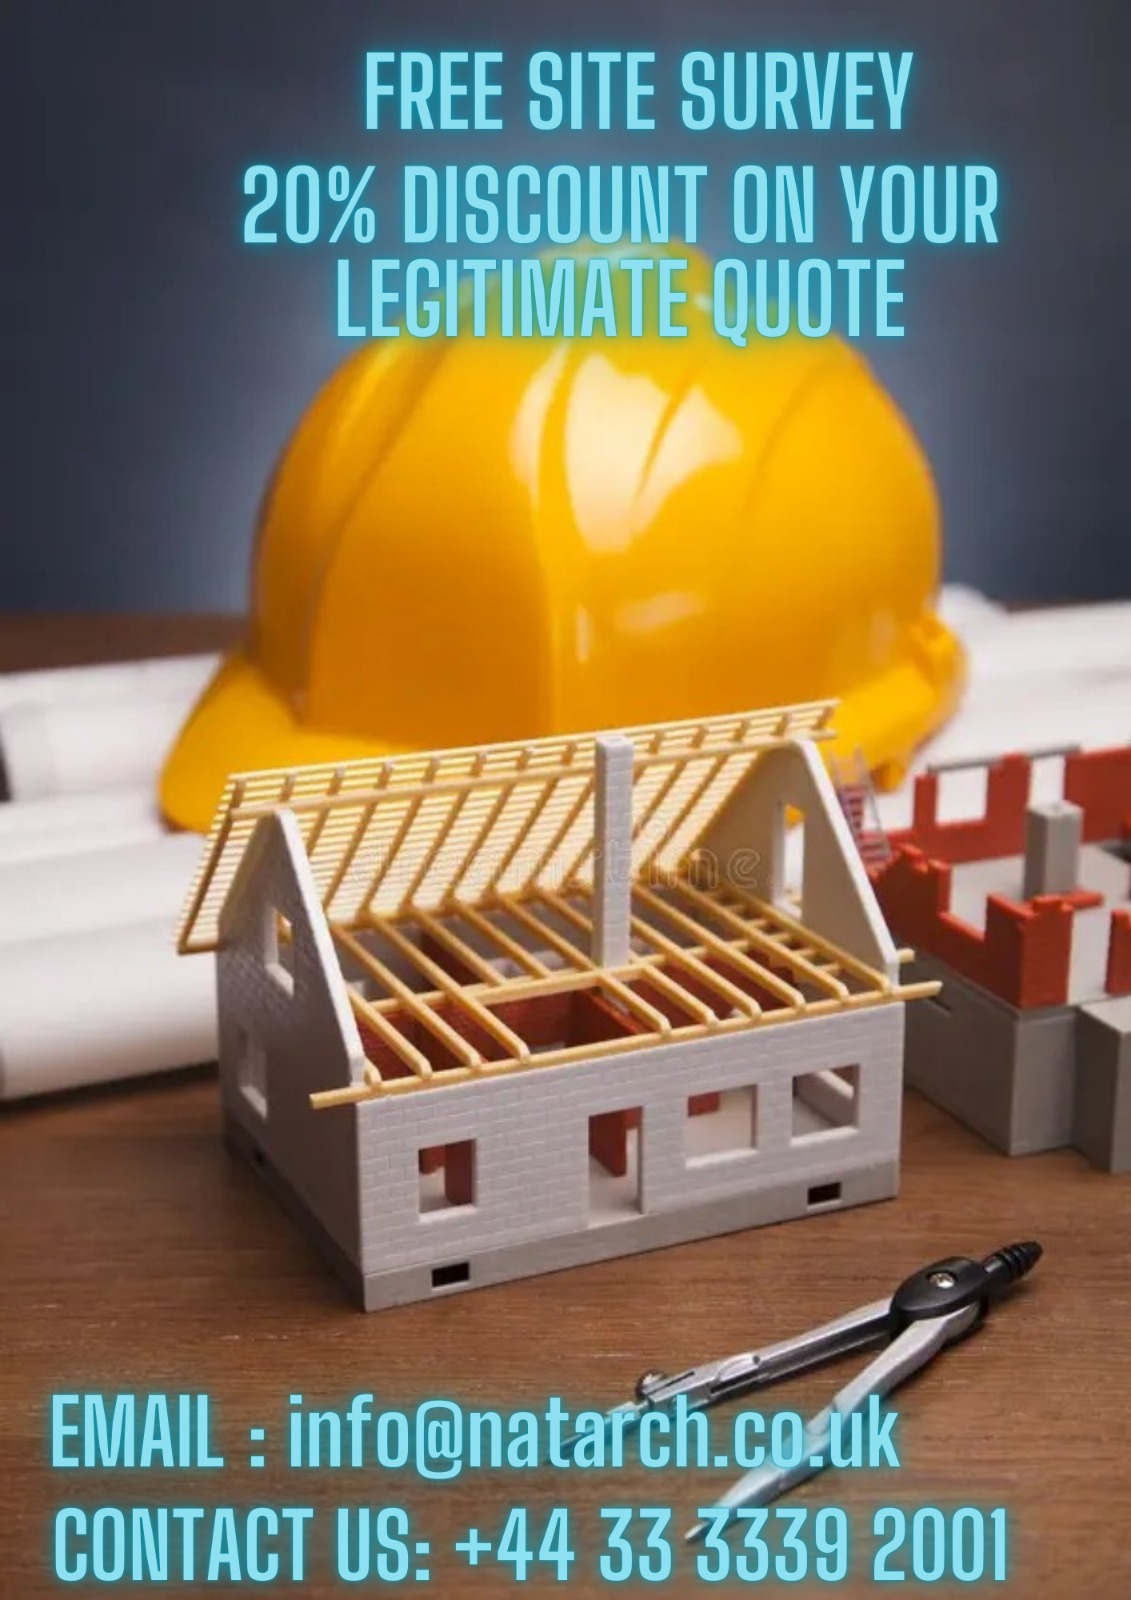 FREE SITE SURVEY
20% DISCOUNT ON YOUR
LEGITIMATE QUOTE
dreamstime
EMAIL : info@natarch.co.uk
CONTACT US: +44 33 3339 2001